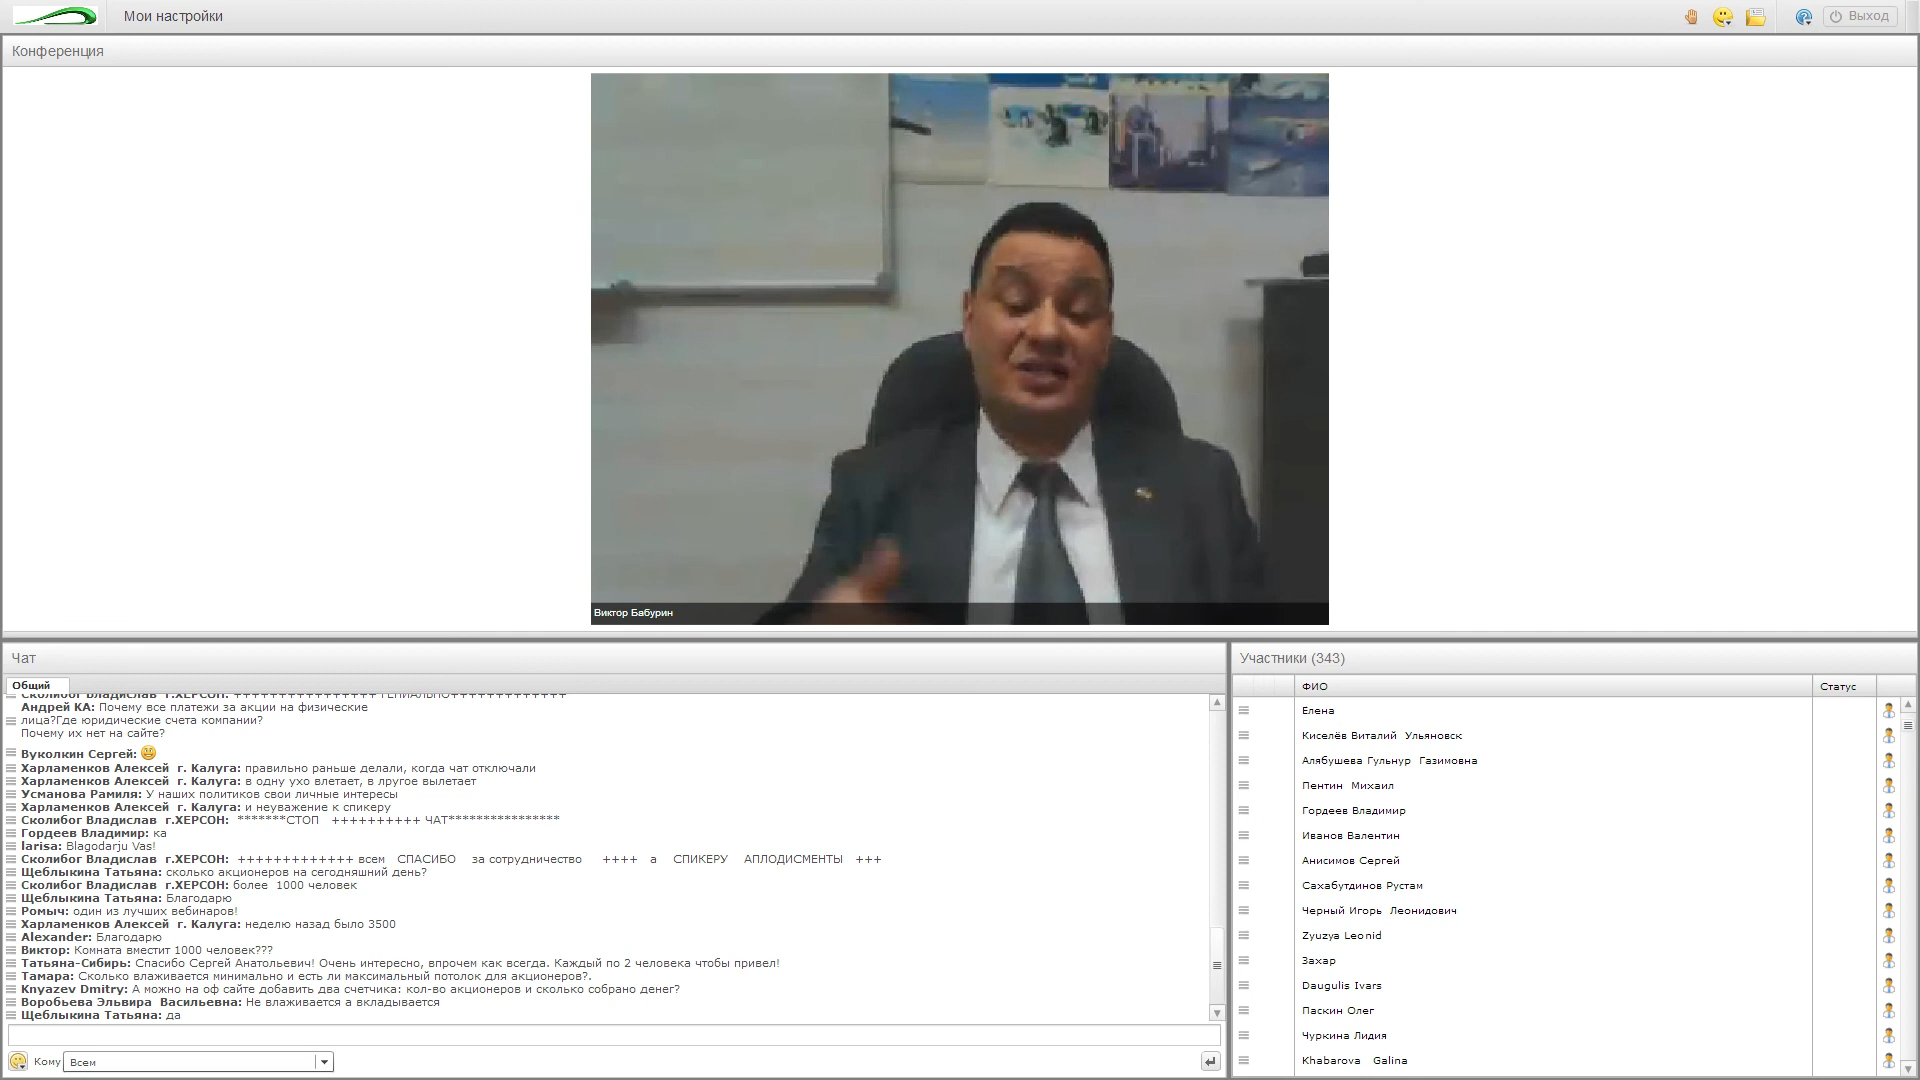 Мои настройки
Выход
Конференция
Виктор Бабурин
Чат
Общий
Сколибог Владислав г.ХЕРСОН: ++++++++++++++++ ГЕНИАЛЬНО+++++++++++++
Андрей КА: Почему все платежи за акции на физические
лица?Где юридические счета компании?
Почему их нет на сайте?
Вуколкин Сергей:
Харламенков Алексей г. Калуга: правильно раньше делали, когда чат отключали
Харламенков Алексей г. Калуга: в одну ухо влетает, в лругое вылетает
Усманова Рамиля: У наших политиков свои личные интересы
Харламенков Алексей г. Калуга: и неуважение к спикеру
Сколибог Владислав г.ХЕРСОН: *******СТОП ++++++++++ ЧАТ****************
Гордеев Владимир: ка
larisa: Blagodarju Vas!
Сколибог Владислав г.ХЕРСОН: +++++++++++++ всем СПАСИБО за сотрудничество ++++ а СПИКЕРУ АПЛОДИСМЕНТЫ +++
Щеблыкина Татьяна: сколько акционеров на сегодняшний день?
Сколибог Владислав г.ХЕРСОН: более 1000 человек
Щеблыкина Татьяна: Благодарю
Ромыч: один из лучших вебинаров!
Харламенков Алексей г. Калуга: неделю назад было 3500
Alexander: Благодарю
Виктор: Комната вместит 1000 человек???
Татьяна-Сибирь: Спасибо Сергей Анатольевич! Очень интересно, впрочем как всегда. Каждый по 2 человека чтобы привел!
Тамара: Сколько влаживается минимально и есть ли максимальный потолок для акционеров?.
Knyazev Dmitry: А можно на оф сайте добавить два счетчика: кол-во акционеров и сколько собрано денег?
Воробьева Эльвира Васильевна: Не влаживается а вкладывается
Щеблыкина Татьяна: да
Кому
Всем
Участники (343)
ФИО Статус
Елена
Киселёв Виталий Ульяновск
Алябушева Гульнур Газимовна
Пентин Михаил
Гордеев Владимир
Иванов Валентин
Анисимов Сергей
Сахабутдинов Рустам
Черный Игорь Леонидович
Zyuzya Leonid
Захар
Daugulis Ivars
Паскин Олег
Чуркина Лидия
Khabarova Galina